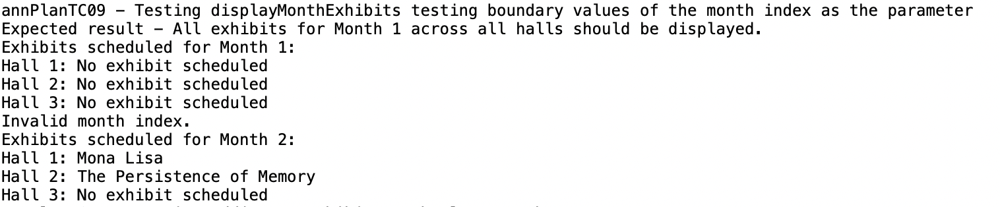 annPlanTC09 – Testing displayMonthExhibits testing boundary values of the month index as the parameter
Expected result – All exhibits for Month 1 across all halls should be displayed.
Exhibits scheduled for Month 1:
Hall 1: No exhibit scheduled
Hall 2: No exhibit scheduled
Hall 3: No exhibit scheduled
Invalid month index.
Exhibits scheduled for Month 2:
Hall 1: Mona Lisa
Hall 2: The Persistence of Memory
Hall 3: No exhibit scheduled